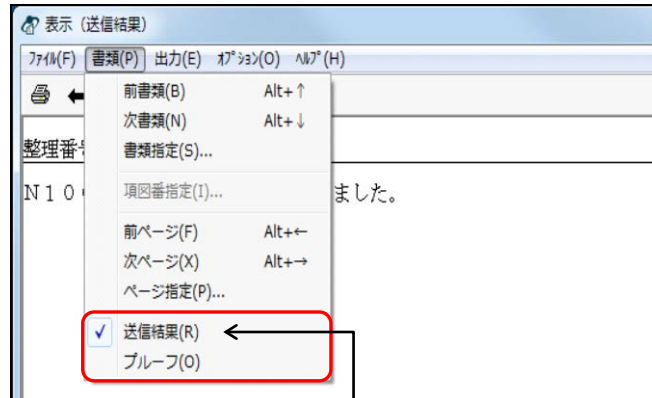 表示（送信結果）
ﾌｧｲﾙ(F) 書類(P) 出力(E) ｵﾌﾟｼｮﾝ(O) ﾍﾙﾌﾟ(H)
前書類(B) Alt+↑
次書類(N) Alt+↓
整理番
書類指定(S)...
Ｎ１０
項図番指定(I)...
ました。
前ページ(F) Alt+←
次ページ(X) Alt+→
ページ指定(P)...
✓ 送信結果(R)
プルーフ(O)